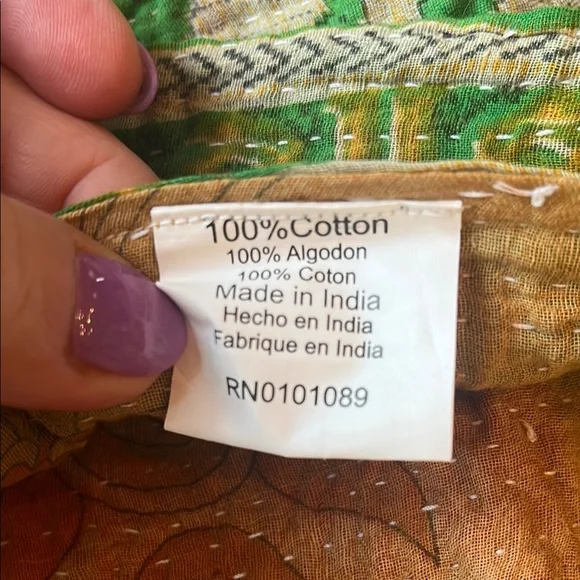 100%Cotton
100% Algodon
100% Coton
Made in India
Hecho en India
Fabrique en India
RN0101089